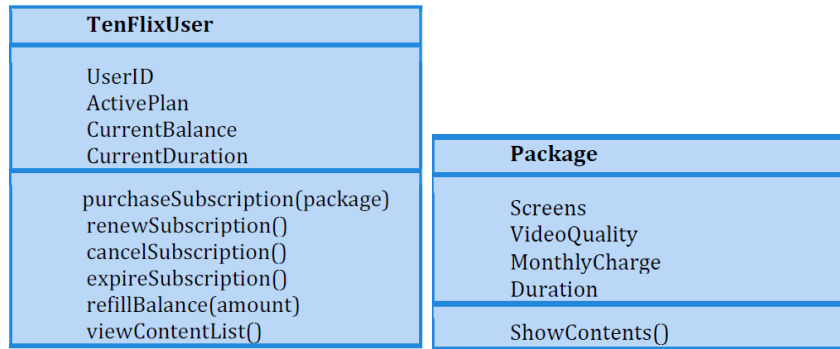 TenFlixUser
UserID
ActivePlan
CurrentBalance
CurrentDuration
purchaseSubscription(package)
renewSubscription()
cancelSubscription()
expireSubscription()
refillBalance(amount)
viewContentList()
Package
Screens
VideoQuality
MonthlyCharge
Duration
ShowContents()